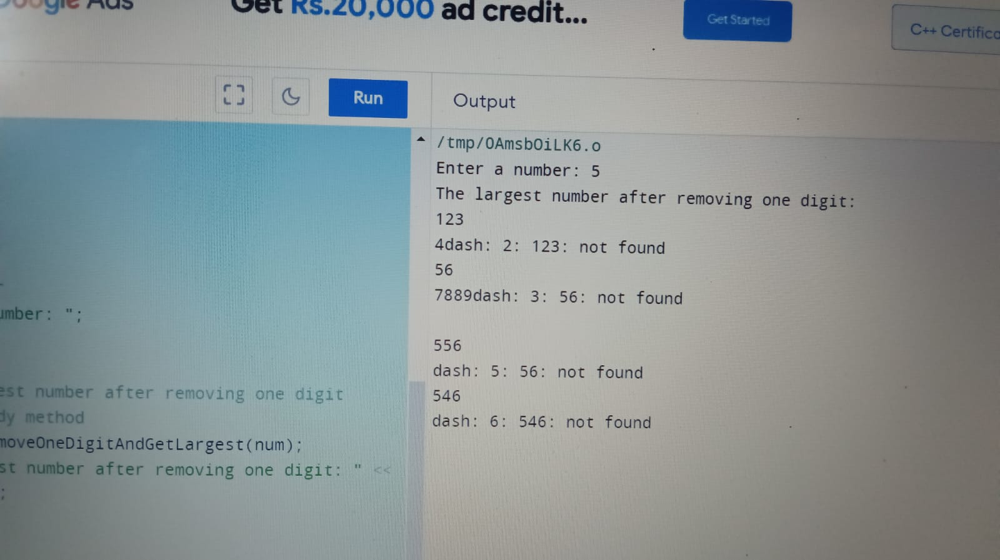 Google Ads
Get Rs.20,000 ad credit...
Get Started
C++ Certifica
Run
Output
/tmp/OAmsbOiLK6.o
Enter a number: 5
The largest number after removing one digit:
123
4dash: 2: 123: not found
56
7889dash: 3: 56: not found
556
dash: 5: 56: not found
546
dash: 6: 546: not found
umber: ";
est number after removing one digit
dy method
moveOneDigitAndGetLargest(num);
st number after removing one digit: " <<
;